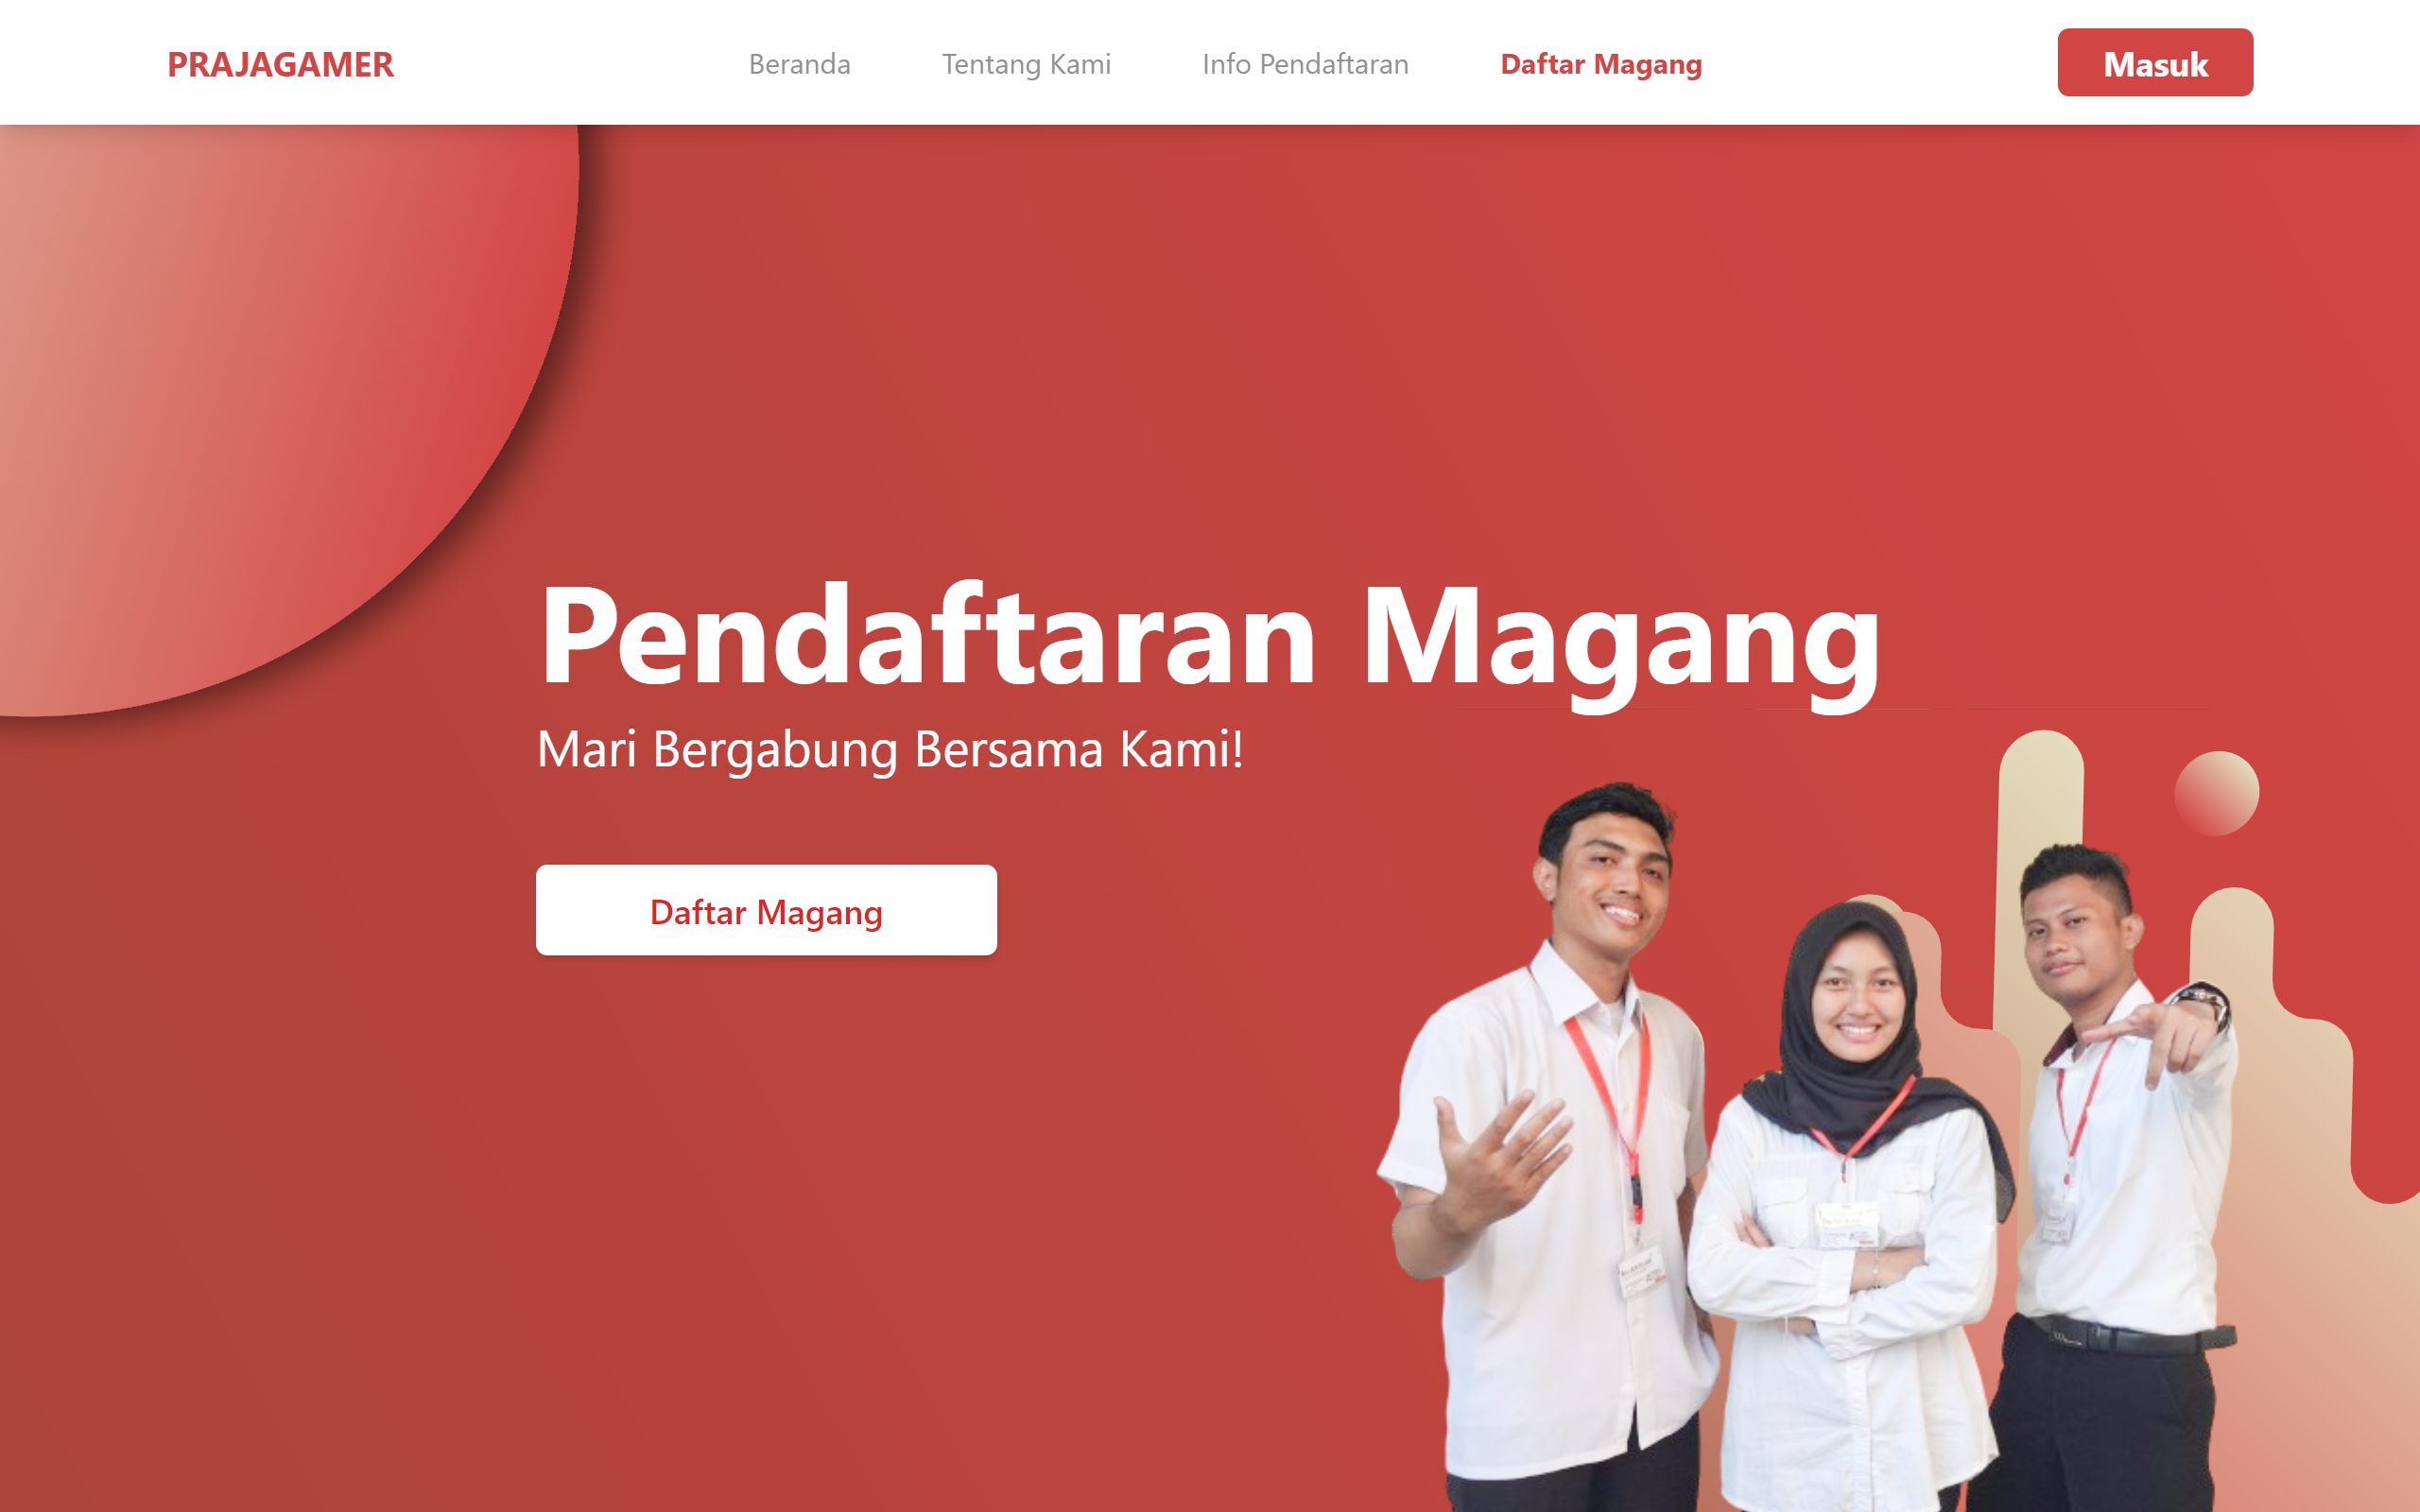 PRAJAGAMER
Beranda
Tentang Kami
Info Pendaftaran
Daftar Magang
Masuk
Pendaftaran Magang
Mari Bergabung Bersama Kami!
Daftar Magang